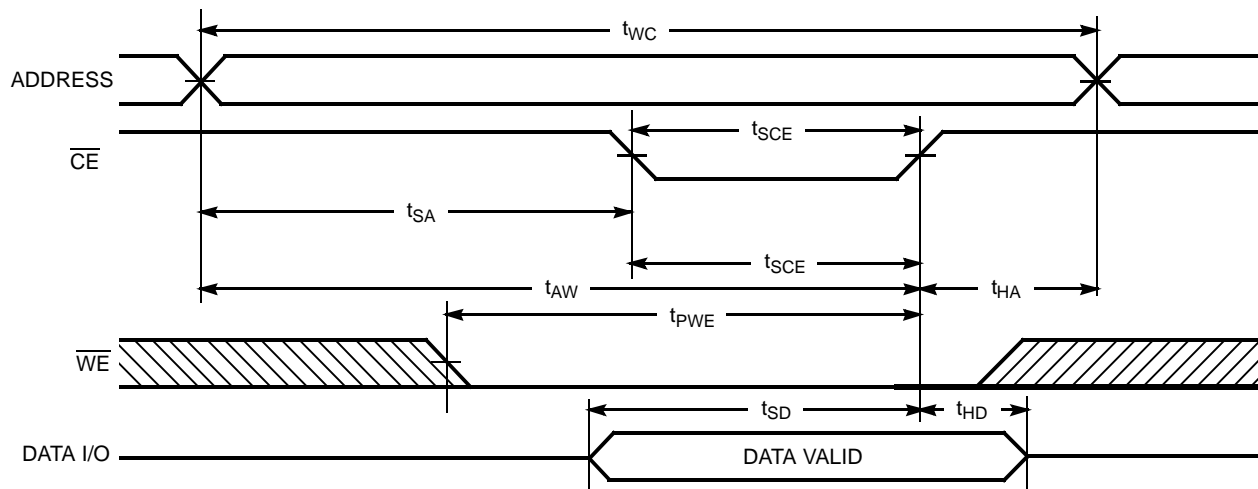 tWC
ADDRESS
tSCE
CE
tSA
tSCE
tAW
tHA
tPWE
WE
tSD
tHD
DATA I/O
DATA VALID